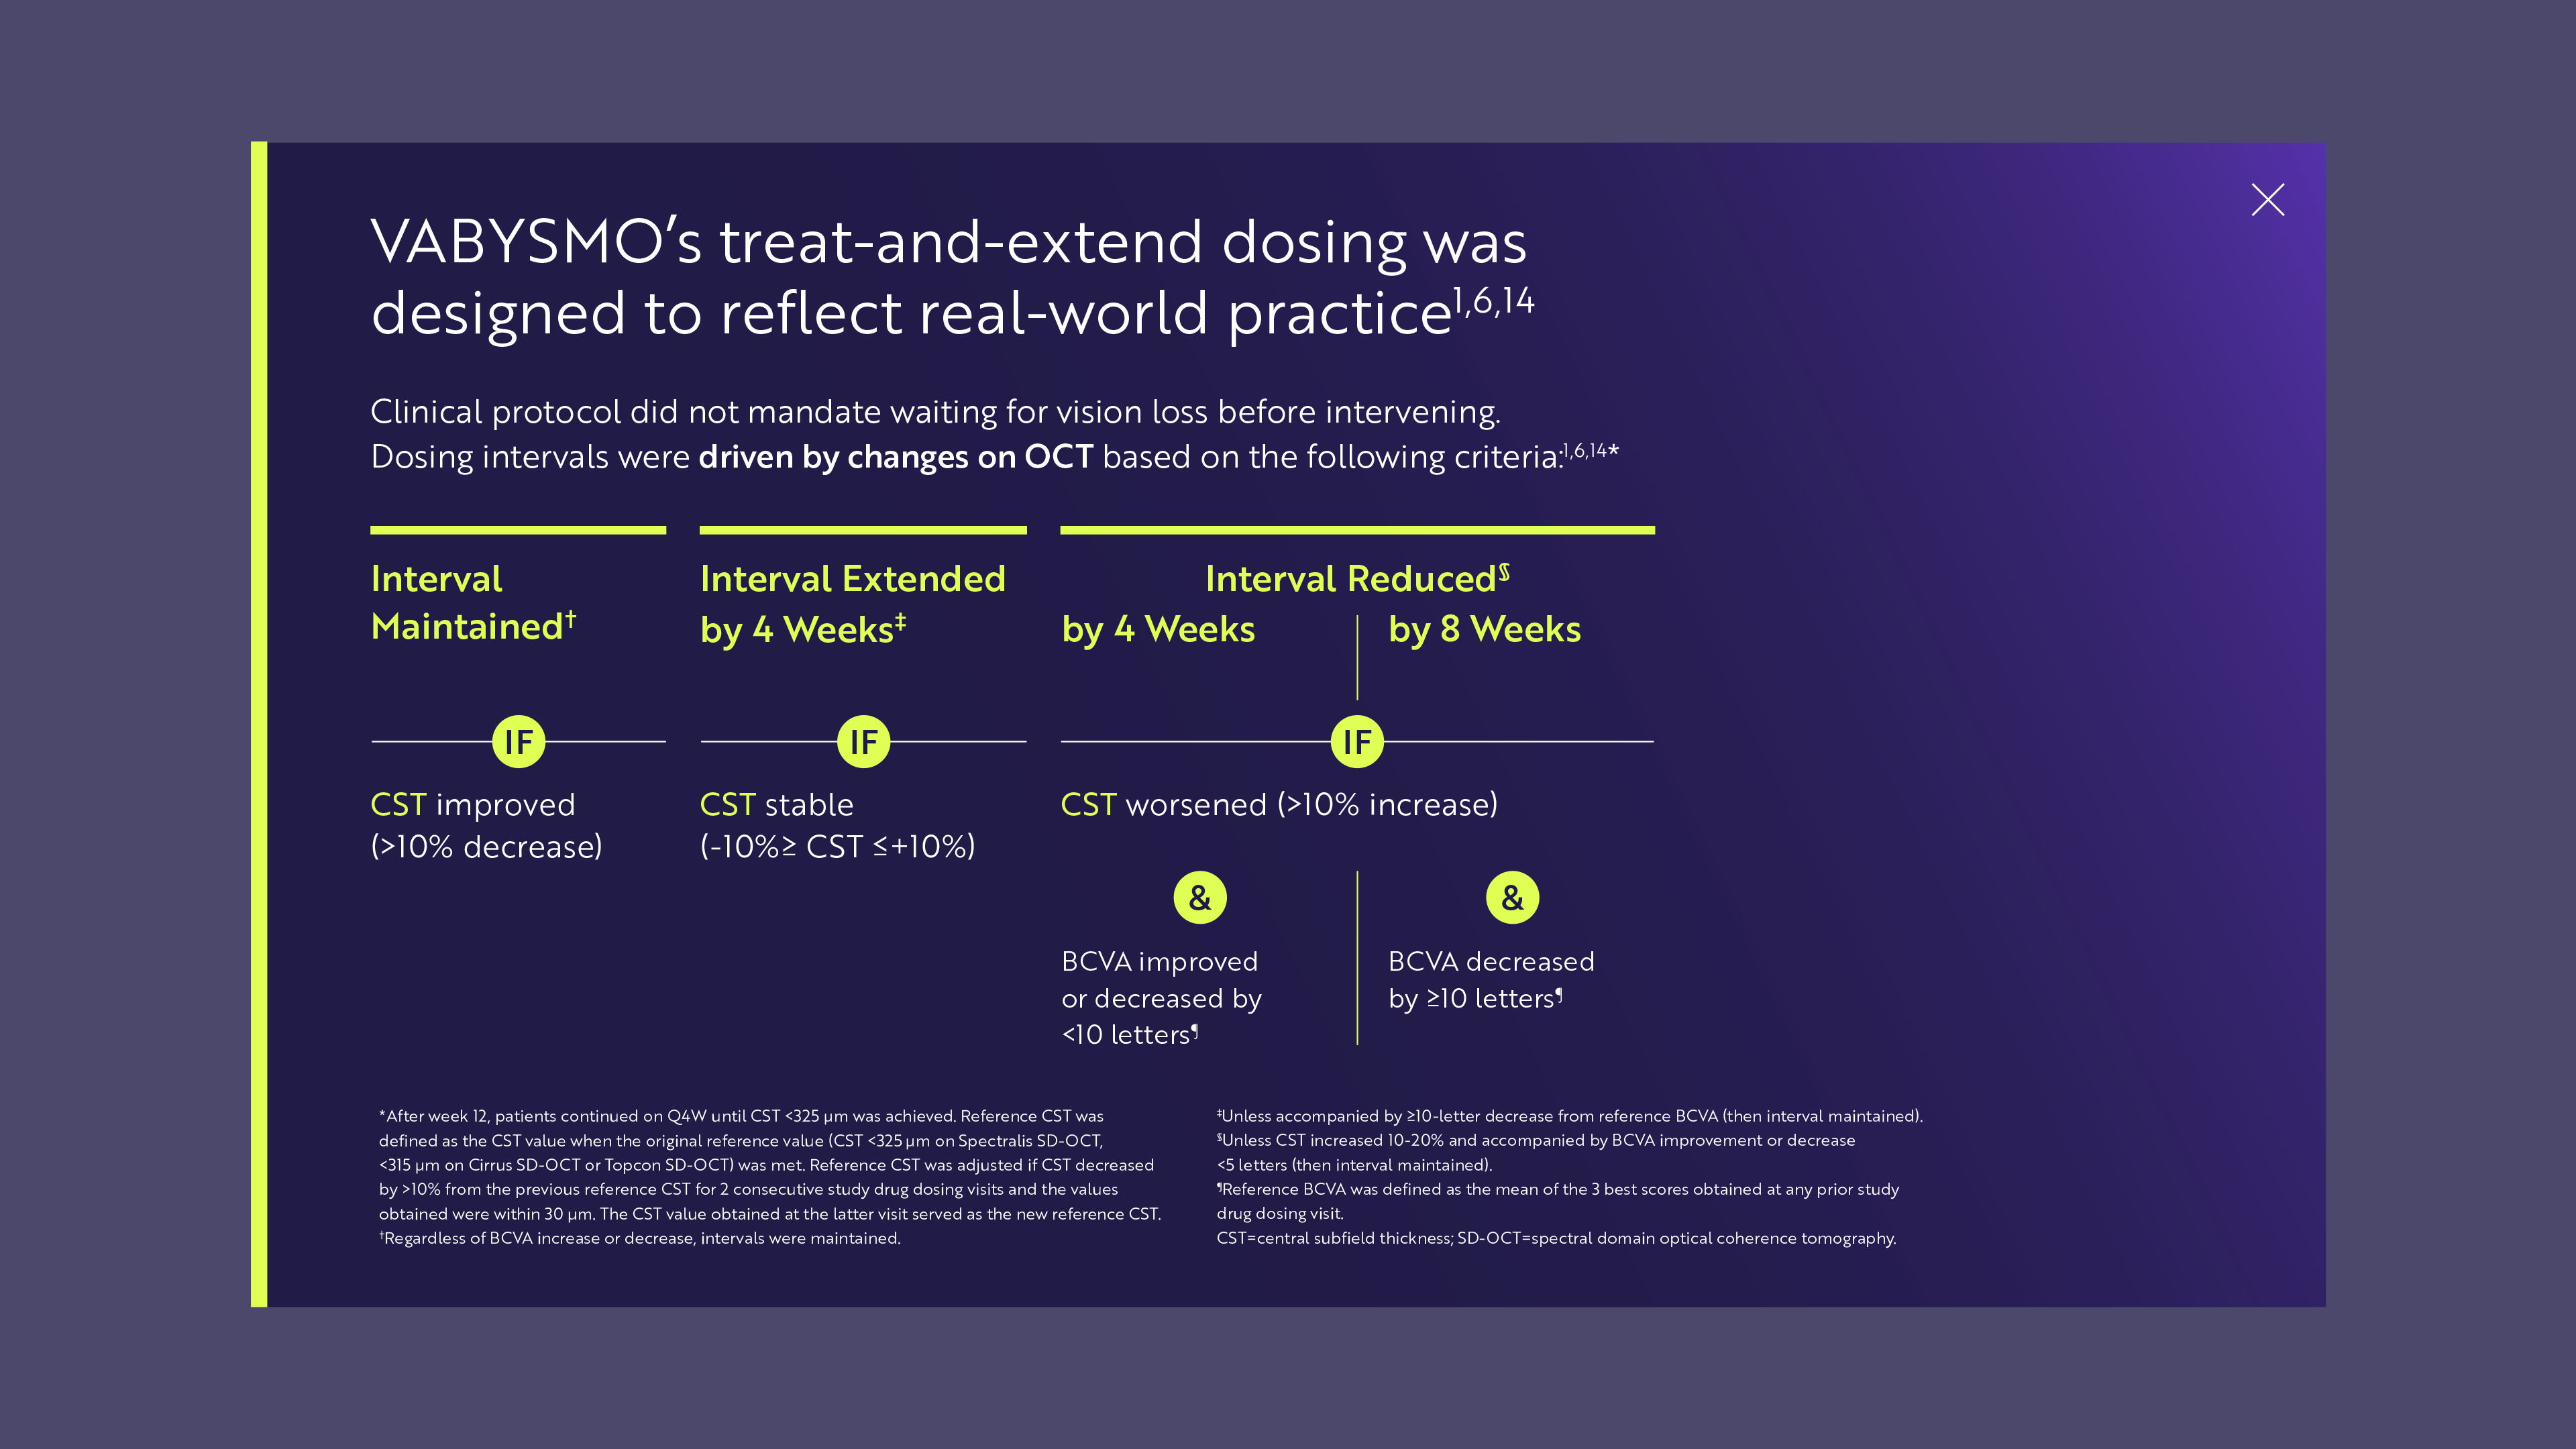 VABYSMO’s treat-and-extend dosing was
designed to reflect real-world practice1,6,14
Clinical protocol did not mandate waiting for vision loss before intervening.
Dosing intervals were driven by changes on OCT based on the following criteria:1,6,14*
Interval
Maintained†
IF
CST improved
(>10% decrease)
Interval Extended
by 4 Weeks‡
IF
CST stable
(-10%≥ CST ≤+10%)
Interval Reduced§
by 4 Weeks
by 8 Weeks
IF
CST worsened (>10% increase)
&
BCVA improved
or decreased by
<10 letters¶
&
BCVA decreased
by ≥10 letters¶
*After week 12, patients continued on Q4W until CST <325 µm was achieved. Reference CST was
defined as the CST value when the original reference value (CST <325 µm on Spectralis SD-OCT,
<315 µm on Cirrus SD-OCT or Topcon SD-OCT) was met. Reference CST was adjusted if CST decreased
by >10% from the previous reference CST for 2 consecutive study drug dosing visits and the values
obtained were within 30 µm. The CST value obtained at the latter visit served as the new reference CST.
†Regardless of BCVA increase or decrease, intervals were maintained.
‡Unless accompanied by ≥10-letter decrease from reference BCVA (then interval maintained).
§Unless CST increased 10-20% and accompanied by BCVA improvement or decrease
<5 letters (then interval maintained).
¶Reference BCVA was defined as the mean of the 3 best scores obtained at any prior study
drug dosing visit.
CST=central subfield thickness; SD-OCT=spectral domain optical coherence tomography.